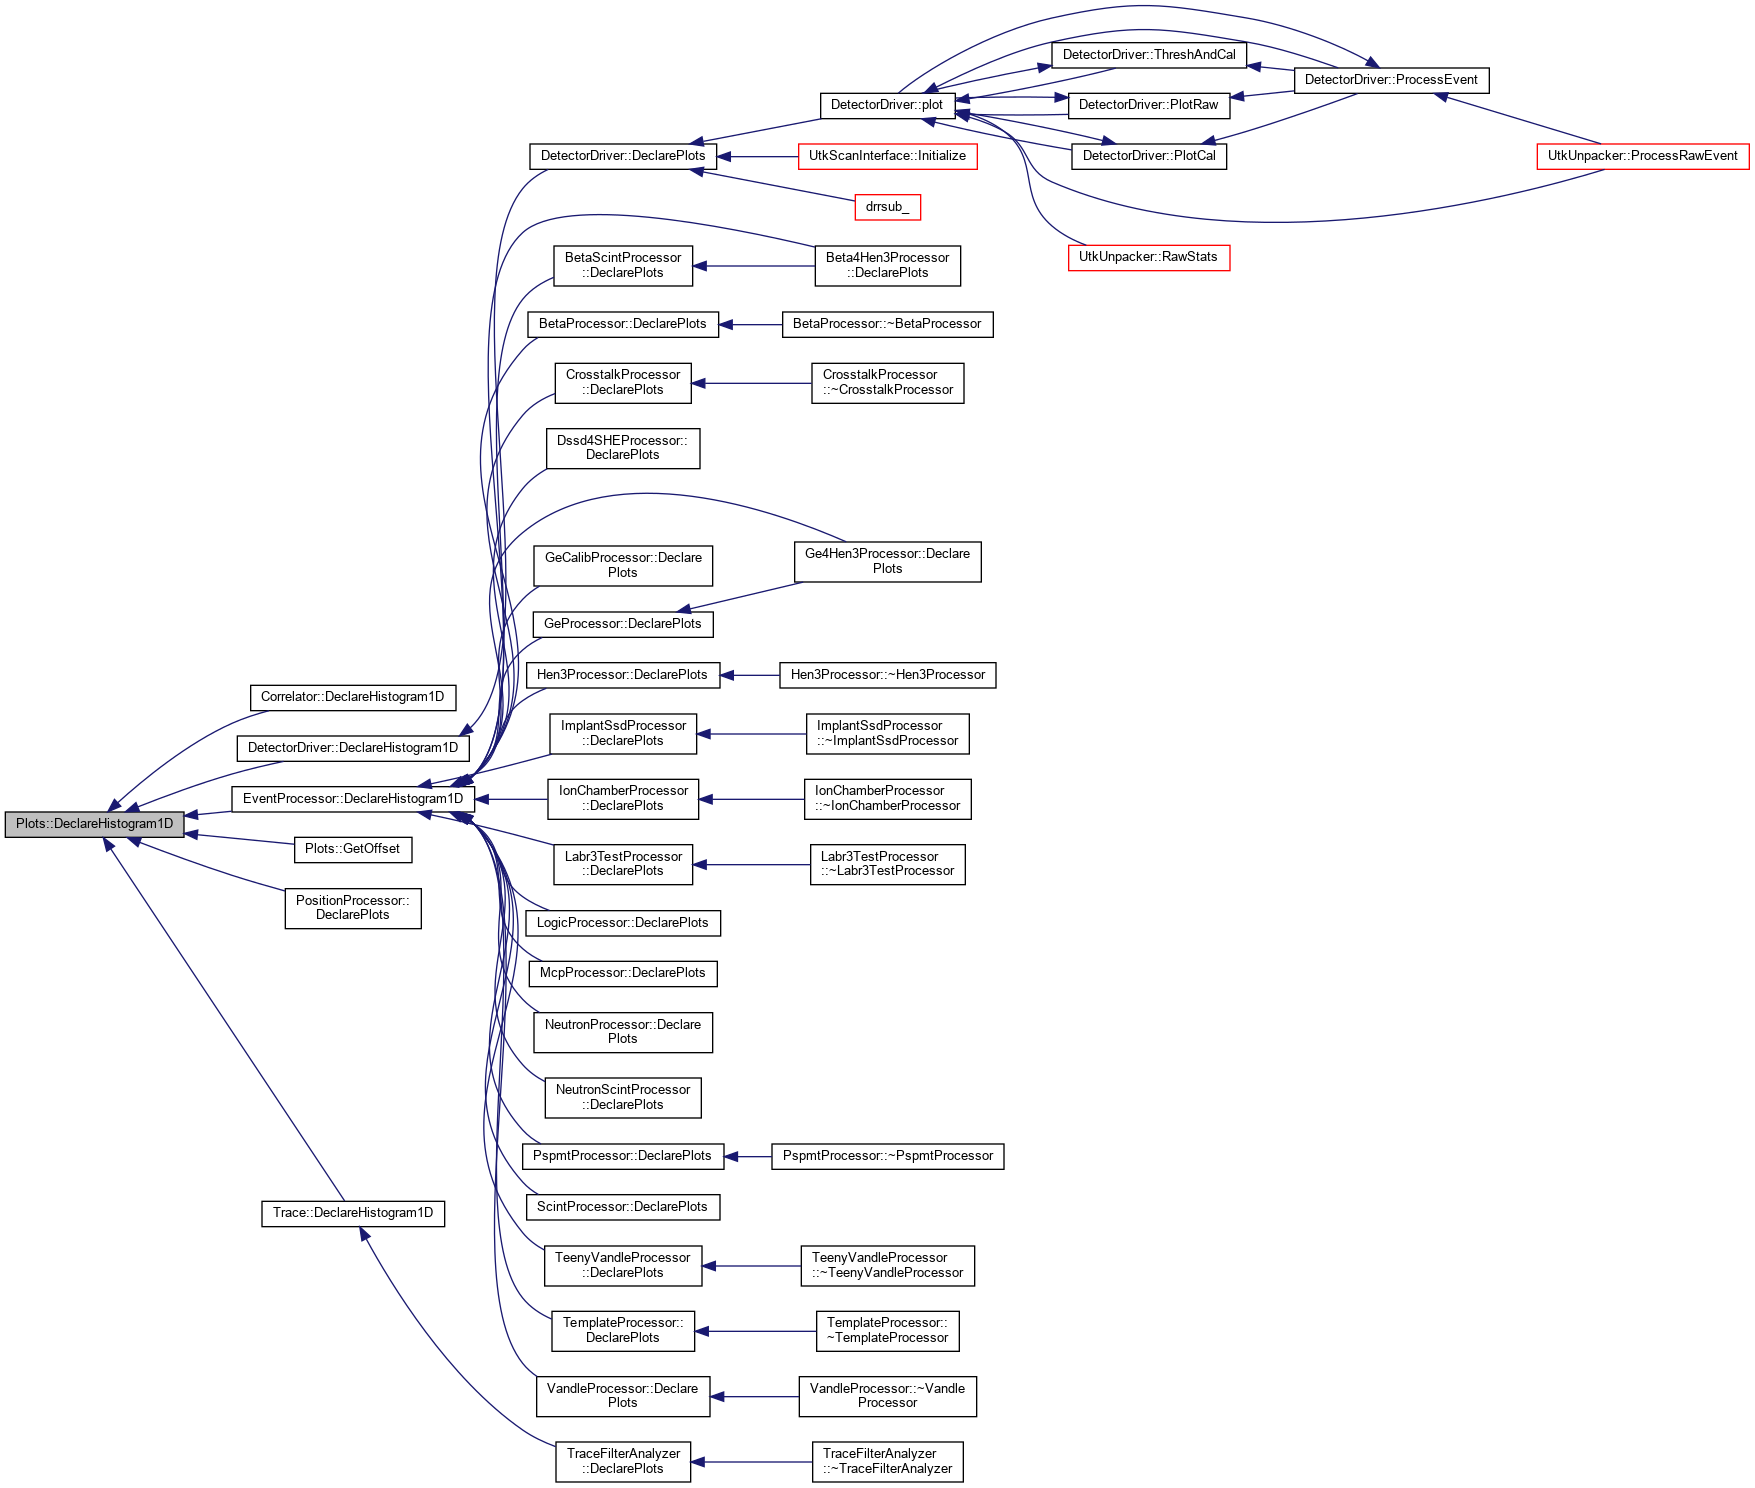 DetectorDriver::ThreshAndCal
DetectorDriver::ProcessEvent
DetectorDriver::plot
DetectorDriver::PlotRaw
DetectorDriver::DeclarePlots
UtkScanInterface::Initialize
DetectorDriver::PlotCal
UtkUnpacker::ProcessRawEvent
drrsub_
UtkUnpacker::RawStats
BetaScintProcessor
::DeclarePlots
Beta4Hen3Processor
::DeclarePlots
BetaProcessor::DeclarePlots
BetaProcessor::~BetaProcessor
CrosstalkProcessor
::DeclarePlots
CrosstalkProcessor
::~CrosstalkProcessor
Dssd4SHEProcessor::
DeclarePlots
GeCalibProcessor::Declare
Plots
Ge4Hen3Processor::Declare
Plots
GeProcessor::DeclarePlots
Hen3Processor::DeclarePlots
Hen3Processor::~Hen3Processor
Correlator::DeclareHistogram1D
ImplantSsdProcessor
::DeclarePlots
ImplantSsdProcessor
::~ImplantSsdProcessor
DetectorDriver::DeclareHistogram1D
EventProcessor::DeclareHistogram1D
IonChamberProcessor
::DeclarePlots
IonChamberProcessor
::~IonChamberProcessor
Plots::DeclareHistogram1D
Plots::GetOffset
Labr3TestProcessor
::DeclarePlots
Labr3TestProcessor
::~Labr3TestProcessor
PositionProcessor::
DeclarePlots
LogicProcessor::DeclarePlots
McpProcessor::DeclarePlots
NeutronProcessor::Declare
Plots
NeutronScintProcessor
::DeclarePlots
PspmtProcessor::DeclarePlots
PspmtProcessor::~PspmtProcessor
ScintProcessor::DeclarePlots
Trace::DeclareHistogram1D
TeenyVandleProcessor
::DeclarePlots
TeenyVandleProcessor
::~TeenyVandleProcessor
TemplateProcessor::
DeclarePlots
TemplateProcessor::
~TemplateProcessor
VandleProcessor::Declare
Plots
VandleProcessor::~Vandle
Processor
TraceFilterAnalyzer
::DeclarePlots
TraceFilterAnalyzer
::~TraceFilterAnalyzer